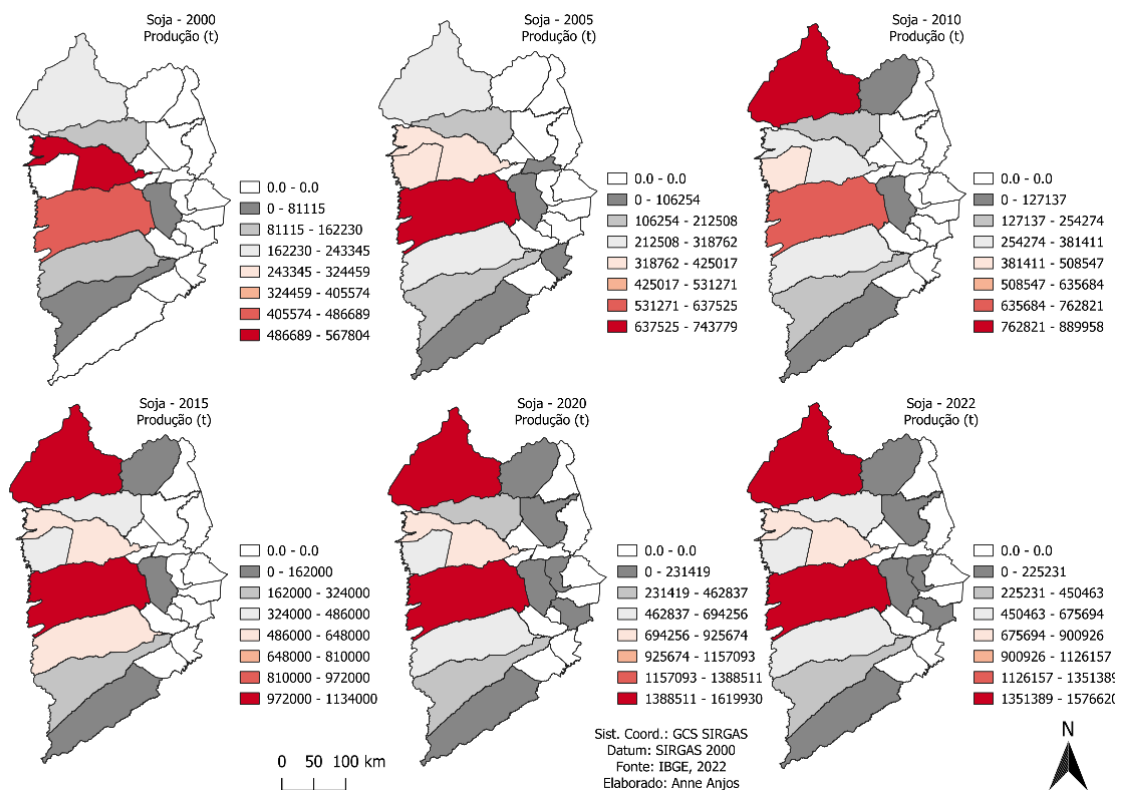 Soja - 2000
Produção (t)
0.0 - 0.0
0 - 81115
81115 - 162230
162230 - 243345
243345 - 324459
324459 - 405574
405574 - 486689
486689 - 567804
Soja - 2005
Produção (t)
0.0 - 0.0
0 - 106254
106254 - 212508
212508 - 318762
318762 - 425017
425017 - 531271
531271 - 637525
637525 - 743779
Soja - 2010
Produção (t)
0.0 - 0.0
0 - 127137
127137 - 254274
254274 - 381411
381411 - 508547
508547 - 635684
635684 - 762821
762821 - 889958
Soja - 2015
Produção (t)
0.0 - 0.0
0 - 162000
162000 - 324000
324000 - 486000
486000 - 648000
648000 - 810000
810000 - 972000
972000 - 1134000
Soja - 2020
Produção (t)
0.0 - 0.0
0 - 231419
231419 - 462837
462837 - 694256
694256 - 925674
925674 - 1157093
1157093 - 1388511
1388511 - 1619930
Soja - 2022
Produção (t)
0.0 - 0.0
0 - 225231
225231 - 450463
450463 - 675694
675694 - 900926
900926 - 1126157
1126157 - 1351389
1351389 - 1576620
0 50 100 km
Sist. Coord.: GCS SIRGAS
Datum: SIRGAS 2000
Fonte: IBGE, 2022
Elaborado: Anne Anjos
N